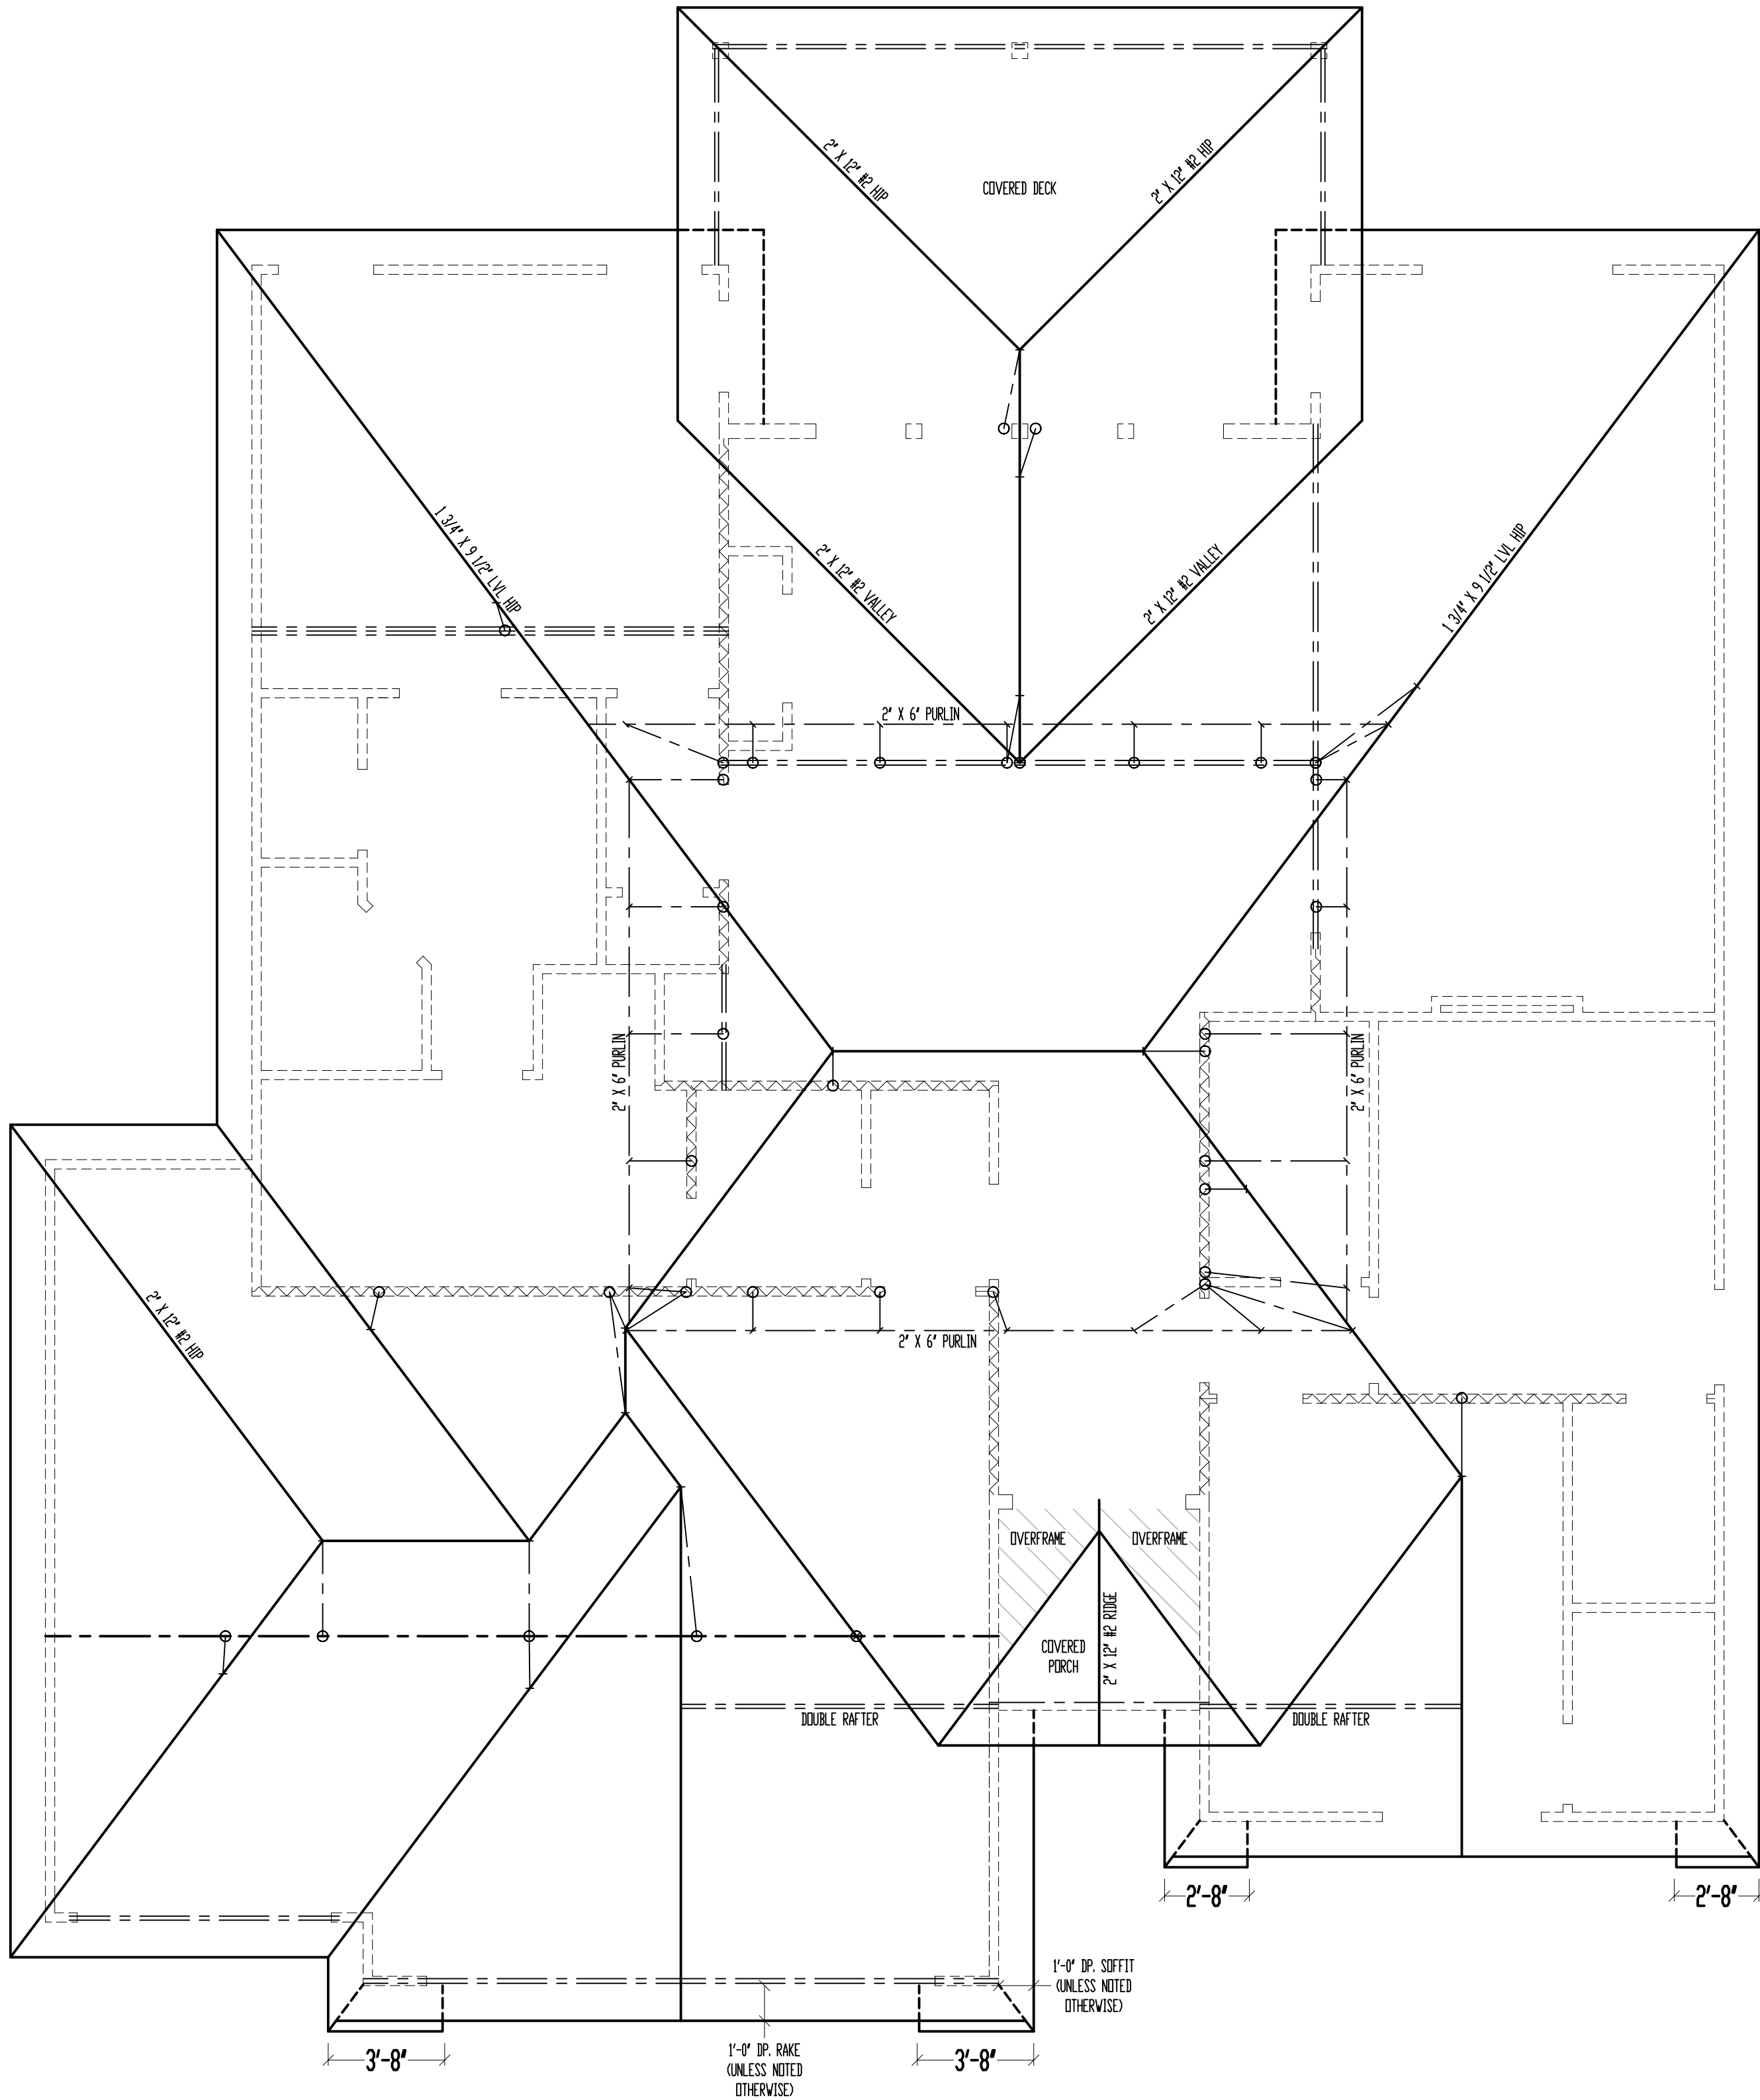 2" X 12" #2 HIP
2" X 12" #2 HIP
COVERED DECK
1 3/4" X 9 1/2" LVL HIP
2" X 12" #2 VALLEY
2" X 12" #2 VALLEY
1 3/4" X 9 1/2" LVL HIP
2" X 6" PURLIN
2" X 6" PURLIN
2" X 6" PURLIN
2" X 12" #2 HIP
2" X 6" PURLIN
OVERFRAME
OVERFRAME
COVERED
PORCH
2" X 12" #2 RIDGE
DOUBLE RAFTER
DOUBLE RAFTER
2'-8"
2'-8"
1'-0" DP. SOFFIT
(UNLESS NOTED
OTHERWISE)
3'-8"
3'-8"
1'-0" DP. RAKE
(UNLESS NOTED
OTHERWISE)